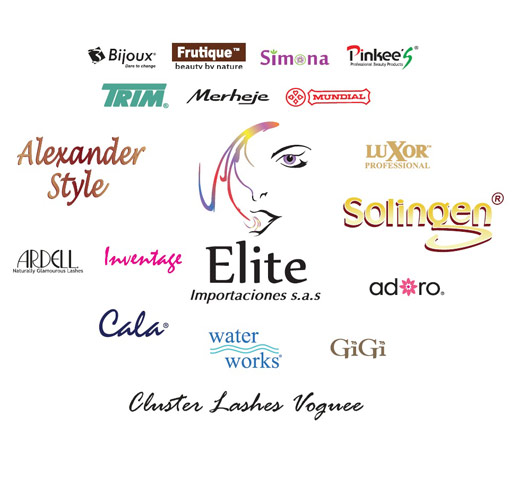 Bijoux®
Dare to change
Frutique™
beauty by nature
Simona
Pinkee'S®
Professional Beauty Products
TRIM®
Merheje
MUNDIAL
Alexander
Style
LUXOR™
PROFESSIONAL
Solingen®
ARDELL
Naturally Glamourous Lashes
Inventage
Elite
Importaciones s.a.s
adoro®
Cala®
water
works®
GiGi
Cluster Lashes Voguee